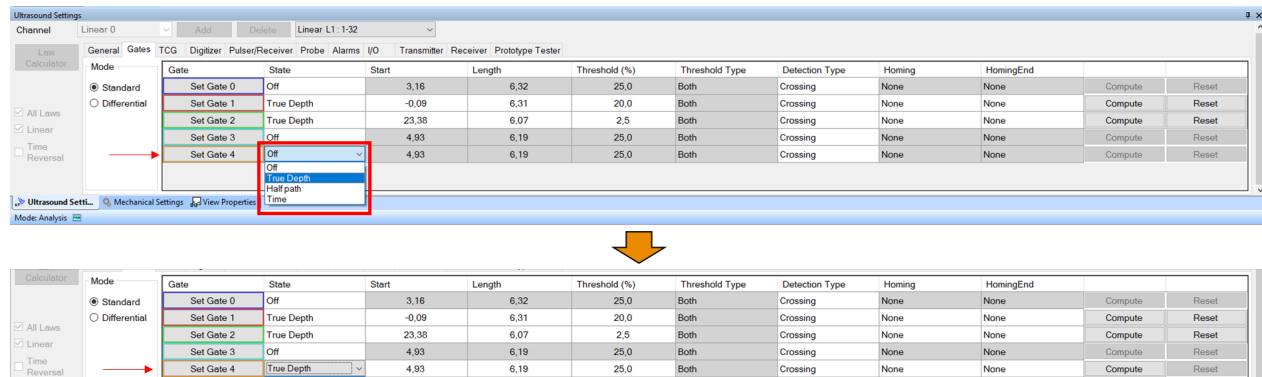 Ultrasound Settings
Channel Linear 0 Add Delete Linear L1 : 1-32
Law Calculator General Gates TCG Digitizer Pulser/Receiver Probe Alarms I/O Transmitter Receiver Prototype Tester
Mode Gate State Start Length Threshold (%) Threshold Type Detection Type Homing HomingEnd
Standard Set Gate 0 Off 3,16 6,32 25,0 Both Crossing None None Compute Reset
Differential Set Gate 1 True Depth -0,09 6,31 20,0 Both Crossing None None Compute Reset
All Laws Set Gate 2 True Depth 23,38 6,07 2,5 Both Crossing None None Compute Reset
Linear Set Gate 3 Off 4,93 6,19 25,0 Both Crossing None None Compute Reset
Time Reversal Set Gate 4 Off 4,93 6,19 25,0 Both Crossing None None Compute Reset
Off
True Depth
Half path
Time
Ultrasound Setti... Mechanical Settings View Properties
Mode: Analysis
Calculator
Mode Gate State Start Length Threshold (%) Threshold Type Detection Type Homing HomingEnd
Standard Set Gate 0 Off 3,16 6,32 25,0 Both Crossing None None Compute Reset
Differential Set Gate 1 True Depth -0,09 6,31 20,0 Both Crossing None None Compute Reset
All Laws Set Gate 2 True Depth 23,38 6,07 2,5 Both Crossing None None Compute Reset
Linear Set Gate 3 Off 4,93 6,19 25,0 Both Crossing None None Compute Reset
Time Reversal Set Gate 4 True Depth 4,93 6,19 25,0 Both Crossing None None Compute Reset